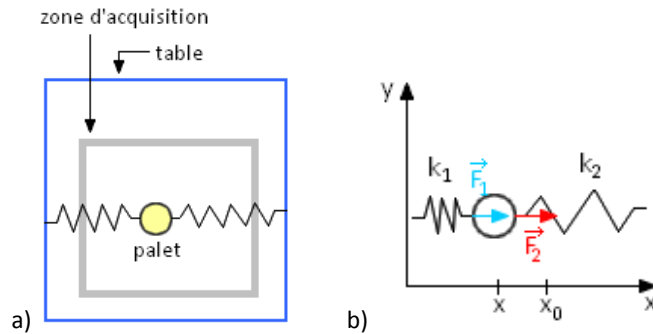 zone d'acquisition
table
palet
a)
y
k1
F1
k2
F2
x
x0
x
b)